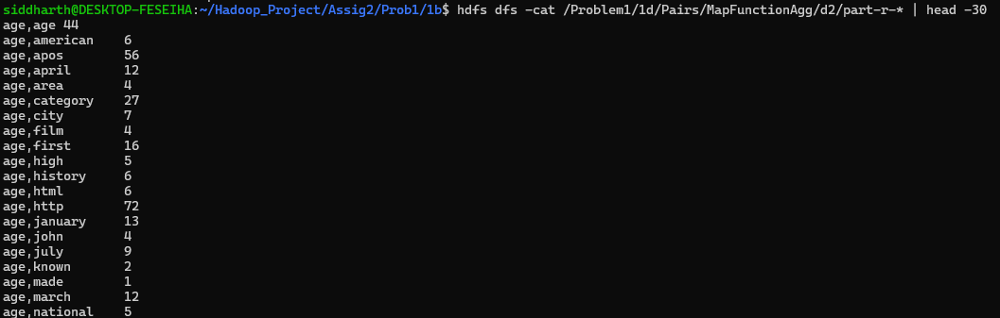 siddharth@DESKTOP-FESEIHA:~/Hadoop_Project/Assig2/Prob1/1b$ hdfs dfs -cat /Problem1/1d/Pairs/MapFunctionAgg/d2/part-r-* | head -30
age,age 44
age,american    6
age,apos        56
age,april       12
age,area        4
age,category    27
age,city        7
age,film        4
age,first       16
age,high        5
age,history     6
age,html        6
age,http        72
age,january     13
age,john        4
age,july        9
age,known       2
age,made        1
age,march       12
age,national    5